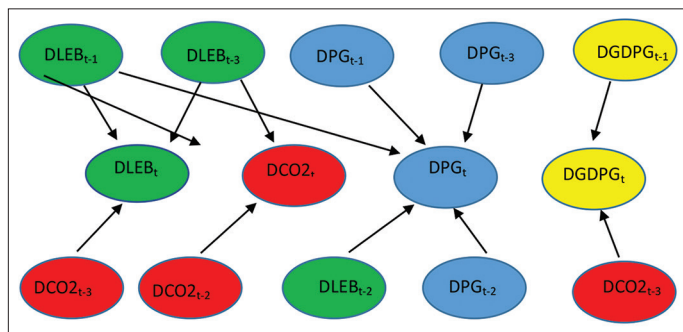 DLEBt-1
DLEBt-3
DPGt-1
DPGt-3
DGDPGt-1
DLEBt
DCO2t
DPGt
DGDPGt
DCO2t-3
DCO2t-2
DLEBt-2
DPGt-2
DCO2t-3